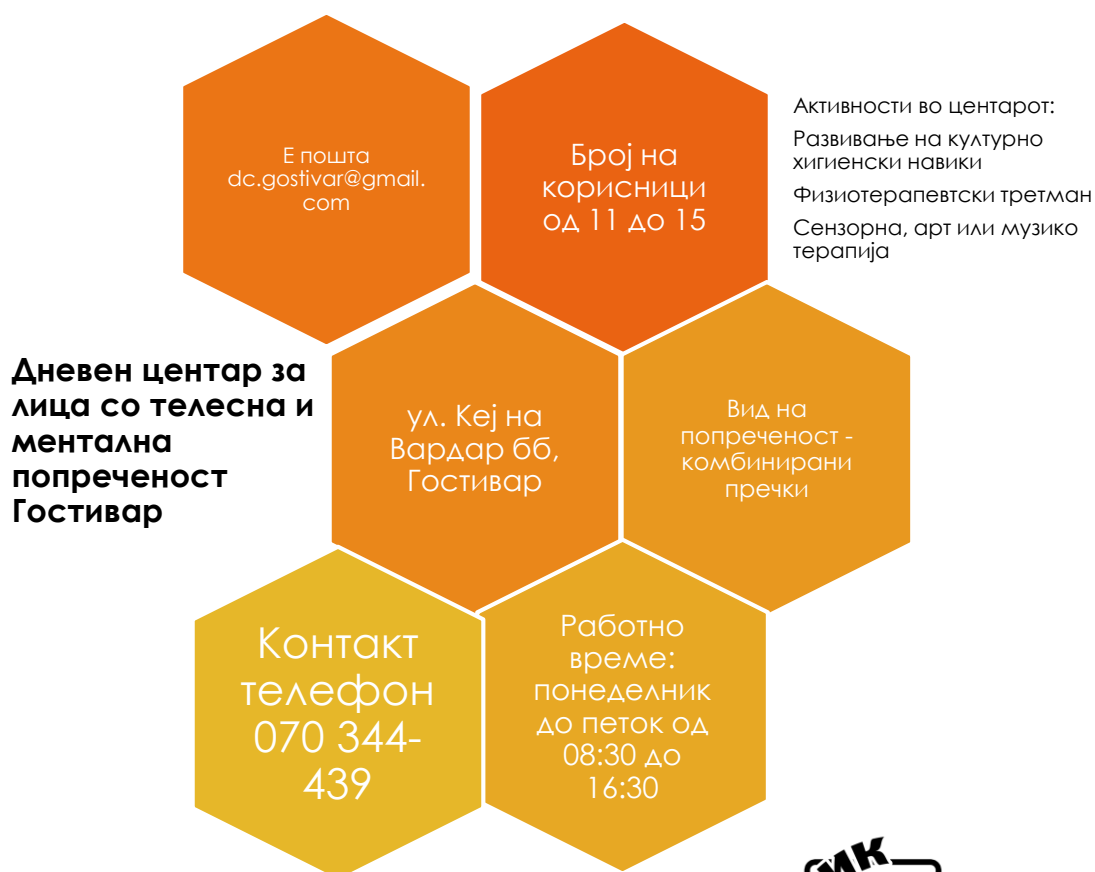 Е пошта
dc.gostivar@gmail.
com
Број на
корисници
од 11 до 15
Активности во центарот:
Развивање на културно
хигиенски навики
Физиотерапевтски третман
Сензорна, арт или музико
терапија
Дневен центар за
лица со телесна и
ментална
попреченост
Гостивар
ул. Кеј на
Вардар бб,
Гостивар
Вид на
попреченост -
комбинирани
пречки
Контакт
телефон
070 344-
439
Работно
време:
понеделник
до петок од
08:30 до
16:30